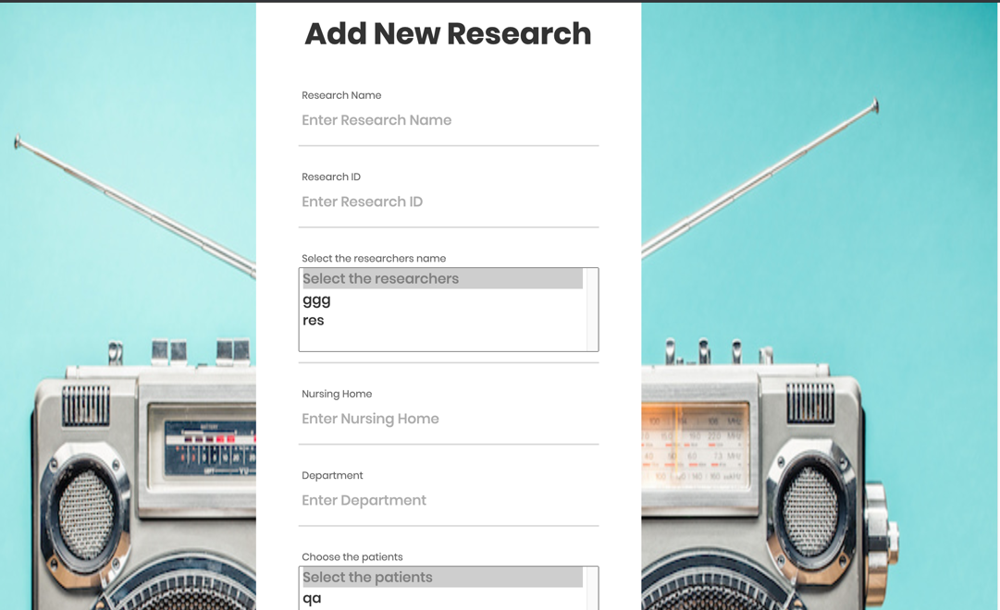 Add New Research
Research Name
Enter Research Name
Research ID
Enter Research ID
Select the researchers name
Select the researchers
ggg
res
Nursing Home
Enter Nursing Home
Department
Enter Department
Choose the patients
Select the patients
qa